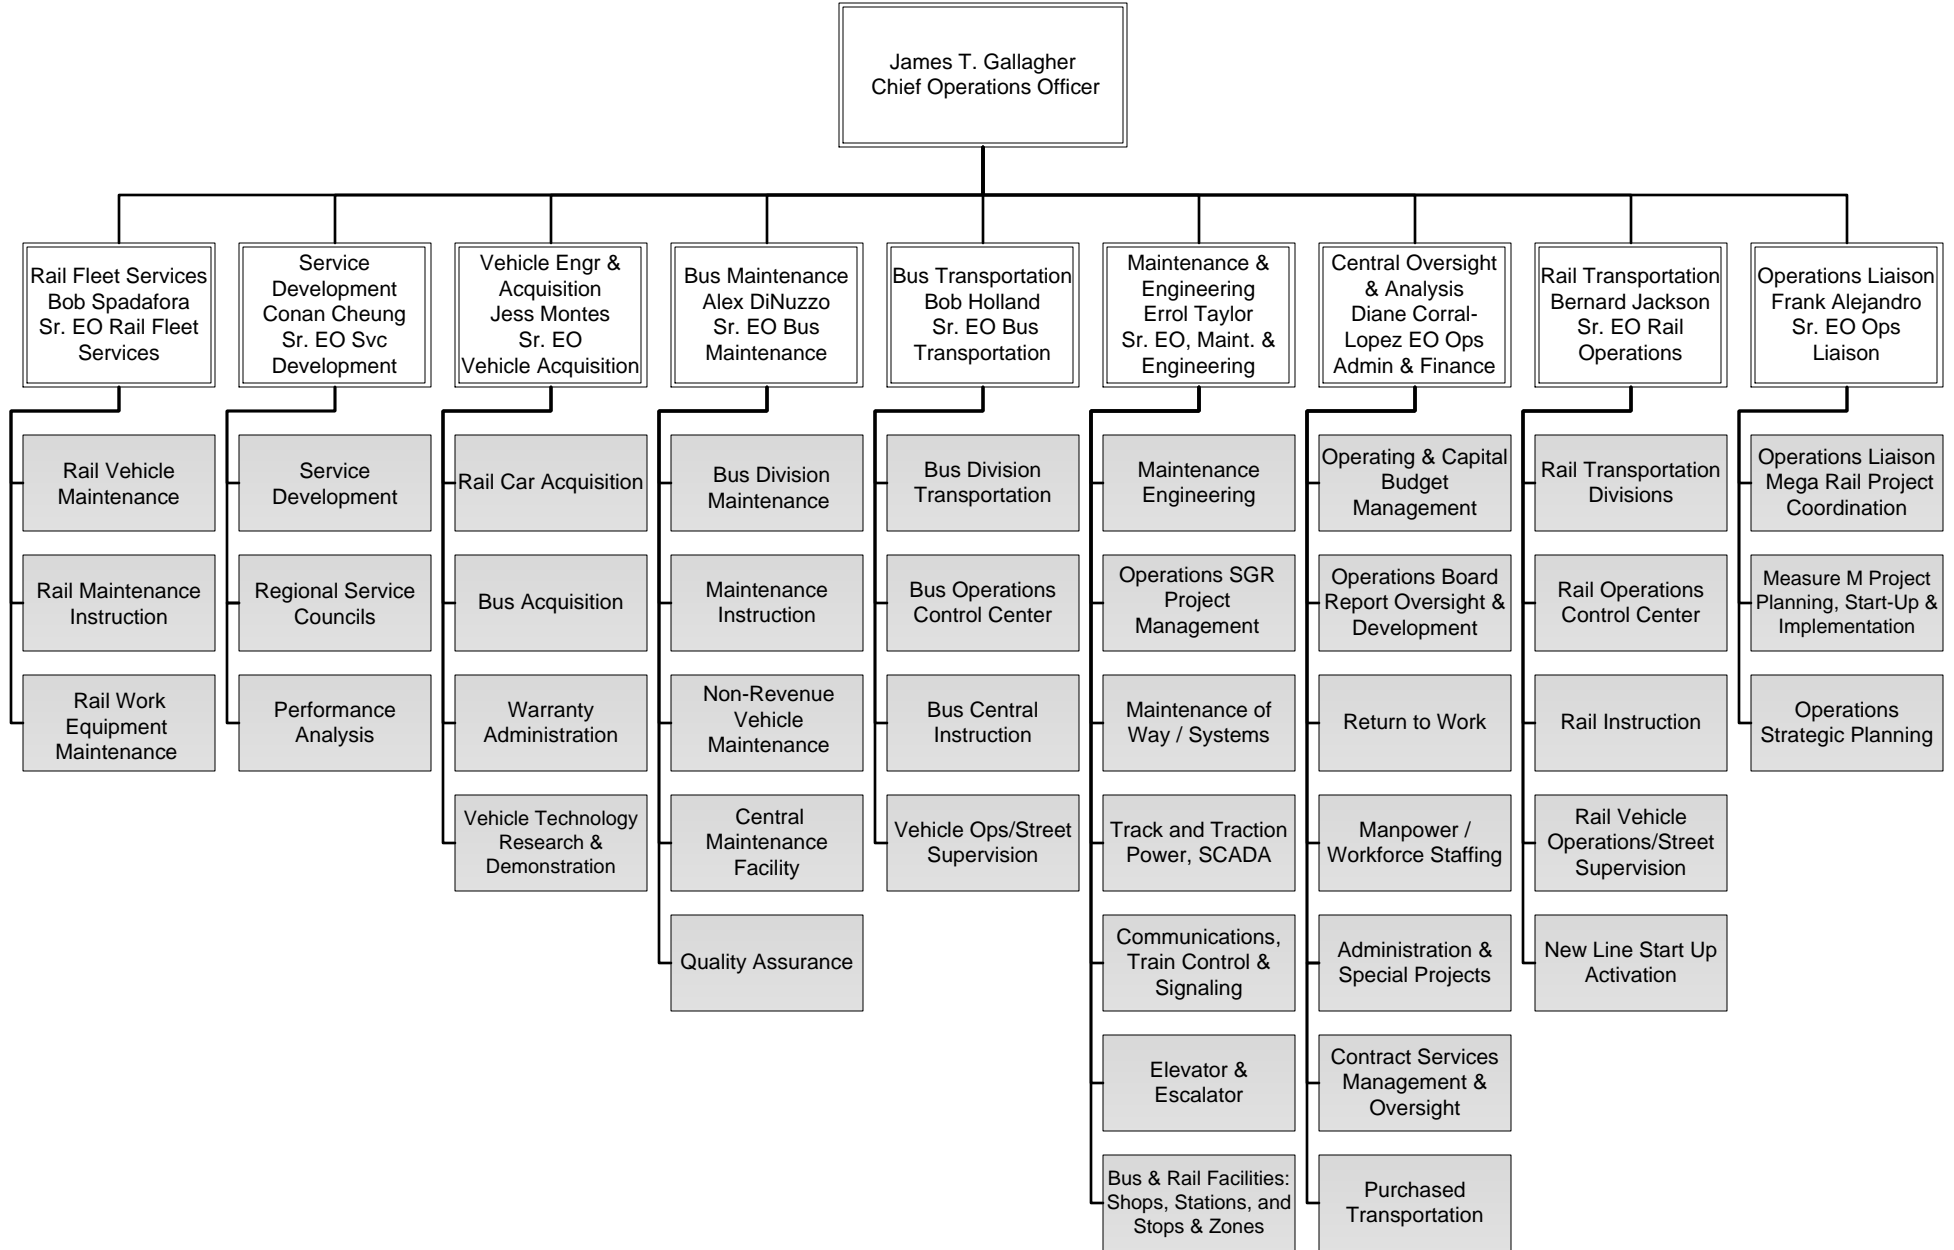 James T. Gallagher
Chief Operations Officer
Rail Fleet Services
Bob Spadafora
Sr. EO Rail Fleet
Services
Service
Development
Conan Cheung
Sr. EO Svc
Development
Vehicle Engr &
Acquisition
Jess Montes
Sr. EO
Vehicle Acquisition
Bus Maintenance
Alex DiNuzzo
Sr. EO Bus
Maintenance
Bus Transportation
Bob Holland
Sr. EO Bus
Transportation
Maintenance &
Engineering
Errol Taylor
Sr. EO, Maint. &
Engineering
Central Oversight
& Analysis
Diane Corral-
Lopez EO Ops
Admin & Finance
Rail Transportation
Bernard Jackson
Sr. EO Rail
Operations
Operations Liaison
Frank Alejandro
Sr. EO Ops
Liaison
Rail Vehicle
Maintenance
Rail Maintenance
Instruction
Rail Work
Equipment
Maintenance
Service
Development
Regional Service
Councils
Performance
Analysis
Rail Car Acquisition
Bus Acquisition
Warranty
Administration
Vehicle Technology
Research &
Demonstration
Bus Division
Maintenance
Maintenance
Instruction
Non-Revenue
Vehicle
Maintenance
Central
Maintenance
Facility
Quality Assurance
Bus Division
Transportation
Bus Operations
Control Center
Bus Central
Instruction
Vehicle Ops/Street
Supervision
Maintenance
Engineering
Operations SGR
Project
Management
Maintenance of
Way / Systems
Track and Traction
Power, SCADA
Communications,
Train Control &
Signaling
Elevator &
Escalator
Bus & Rail Facilities:
Shops, Stations, and
Stops & Zones
Operating & Capital
Budget
Management
Operations Board
Report Oversight &
Development
Return to Work
Manpower /
Workforce Staffing
Administration &
Special Projects
Contract Services
Management &
Oversight
Purchased
Transportation
Rail Transportation
Divisions
Rail Operations
Control Center
Rail Instruction
Rail Vehicle
Operations/Street
Supervision
New Line Start Up
Activation
Operations Liaison
Mega Rail Project
Coordination
Measure M Project
Planning, Start-Up &
Implementation
Operations
Strategic Planning